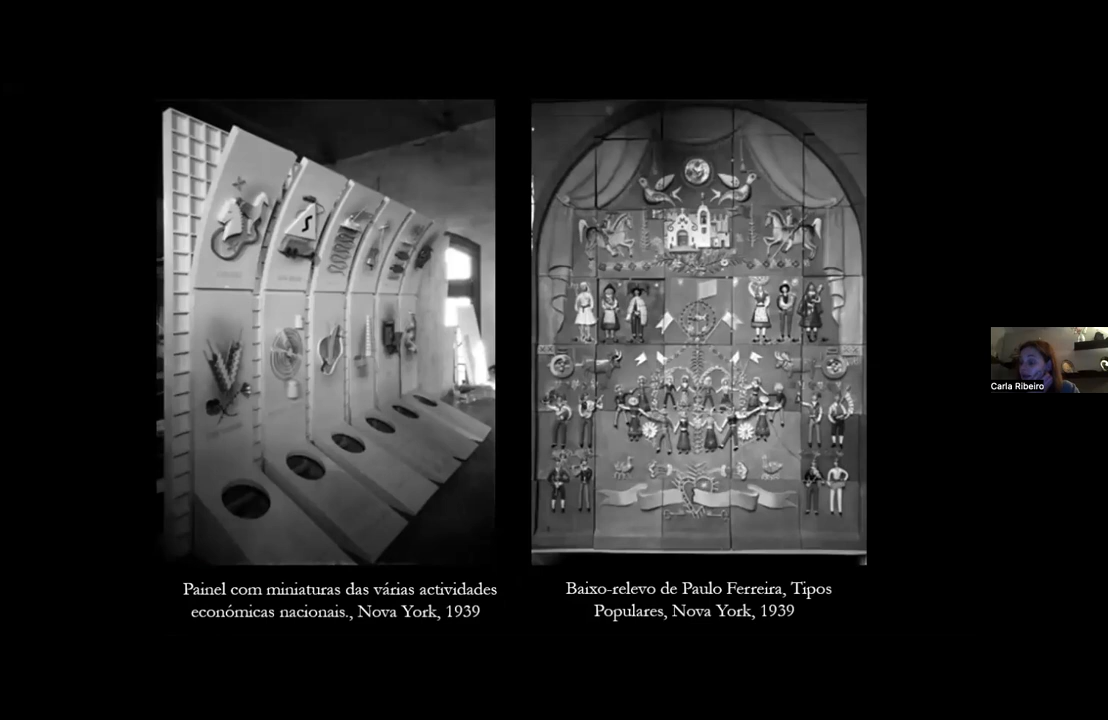 Painel com miniaturas das várias actividades
económicas nacionais., Nova York, 1939
Baixo-relevo de Paulo Ferreira, Tipos
Populares, Nova York, 1939
Carla Ribeiro